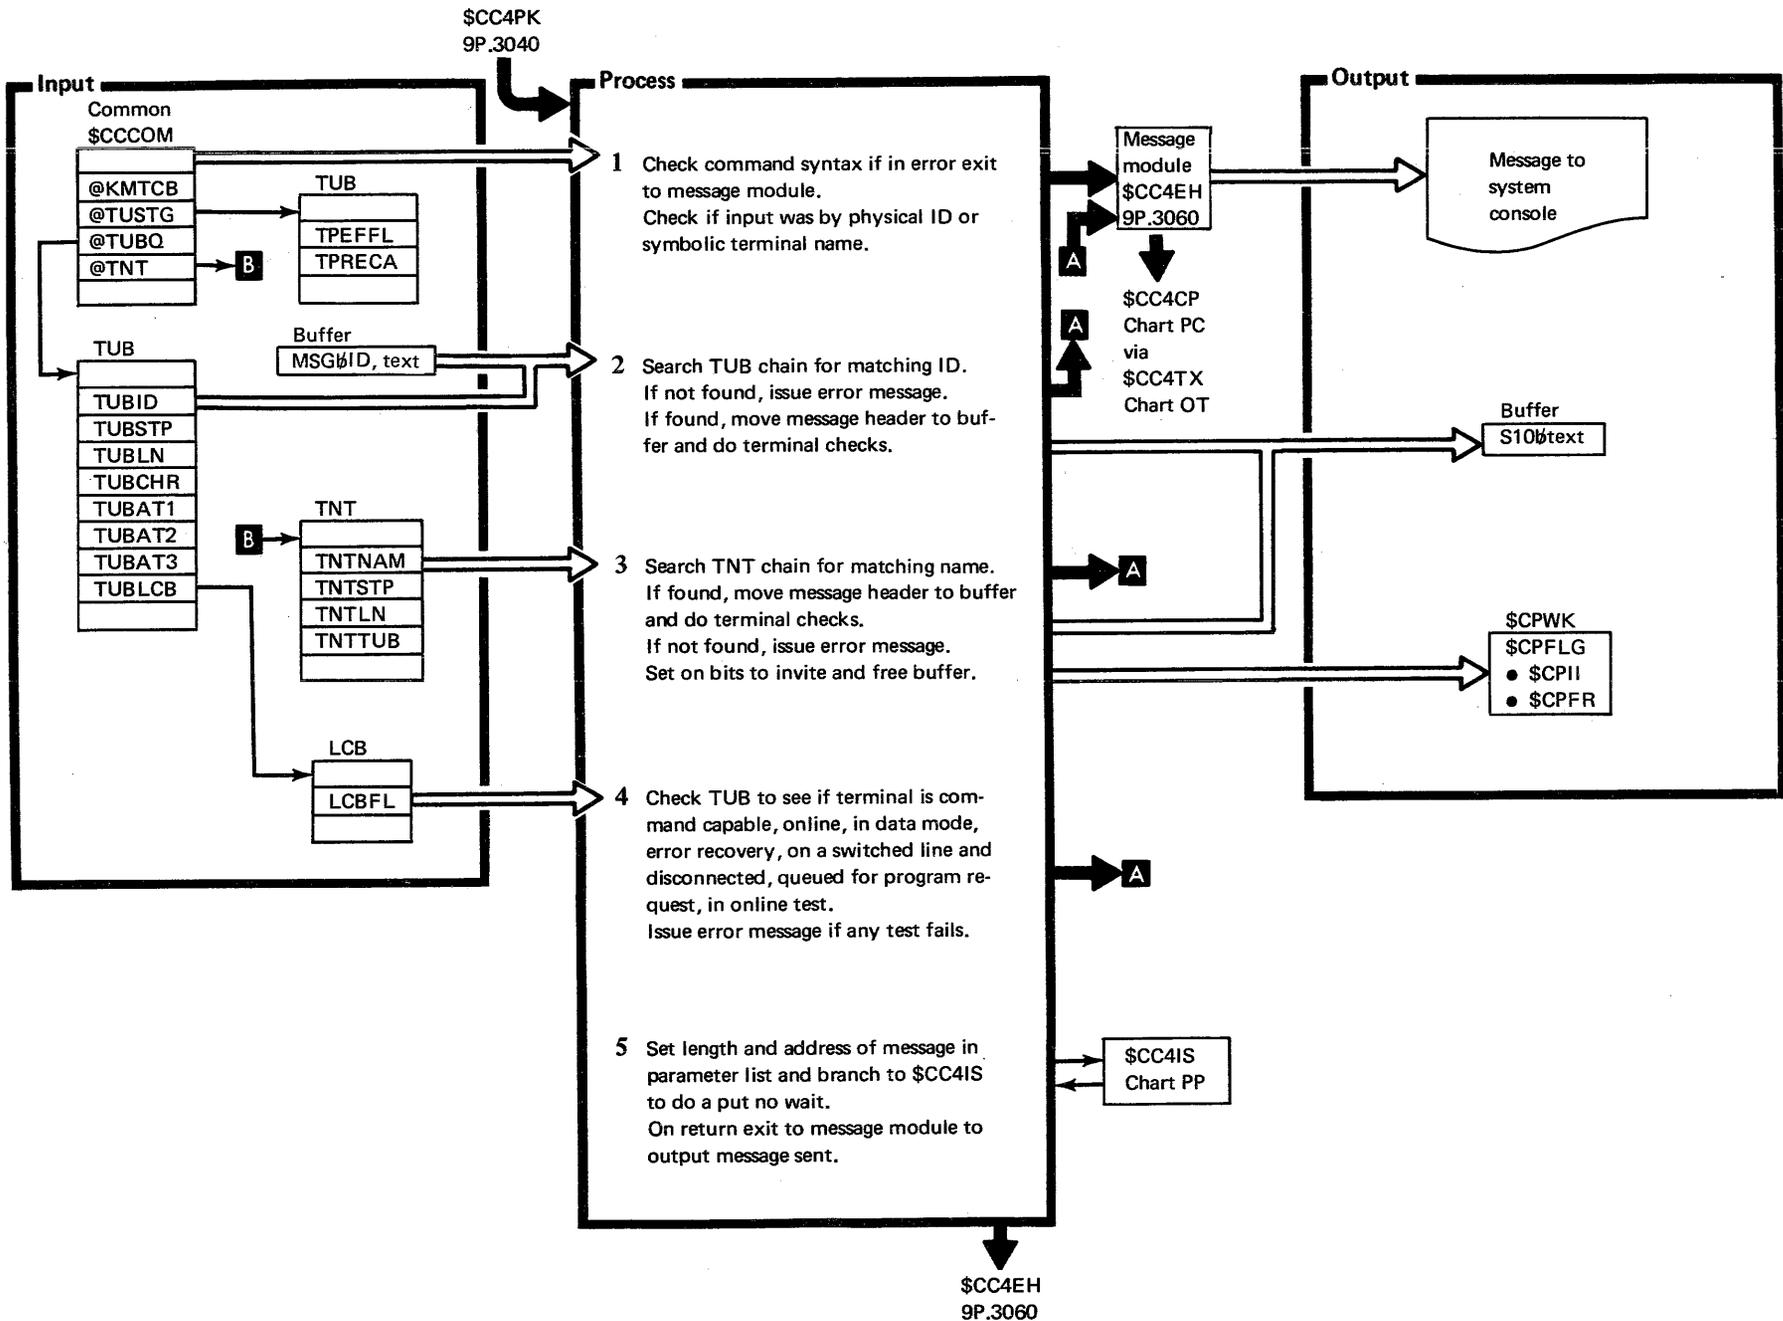 $CC4PK
9P.3040
Input
Common
$CCCOM
@KMTCB
@TUSTG
@TUBQ
@TNT
B
TUB
TPEFFL
TPRECA
Buffer
MSGɃID, text
TUB
TUBID
TUBSTP
TUBLN
TUBCHR
TUBAT1
TUBAT2
TUBAT3
TUBLCB
B
TNT
TNTNAM
TNTSTP
TNTLN
TNTTUB
LCB
LCBFL
Process
1 Check command syntax if in error exit
to message module.
Check if input was by physical ID or
symbolic terminal name.
2 Search TUB chain for matching ID.
If not found, issue error message.
If found, move message header to buf-
fer and do terminal checks.
3 Search TNT chain for matching name.
If found, move message header to buffer
and do terminal checks.
If not found, issue error message.
Set on bits to invite and free buffer.
4 Check TUB to see if terminal is com-
mand capable, online, in data mode,
error recovery, on a switched line and
disconnected, queued for program re-
quest, in online test.
Issue error message if any test fails.
5 Set length and address of message in
parameter list and branch to $CC4IS
to do a put no wait.
On return exit to message module to
output message sent.
Message
module
$CC4EH
9P.3060
A
A
$CC4CP
Chart PC
via
$CC4TX
Chart OT
A
A
$CC4IS
Chart PP
$CC4EH
9P.3060
Output
Message to
system
console
Buffer
S10ƀtext
$CPWK
$CPFLG
● $CPII
● $CPFR